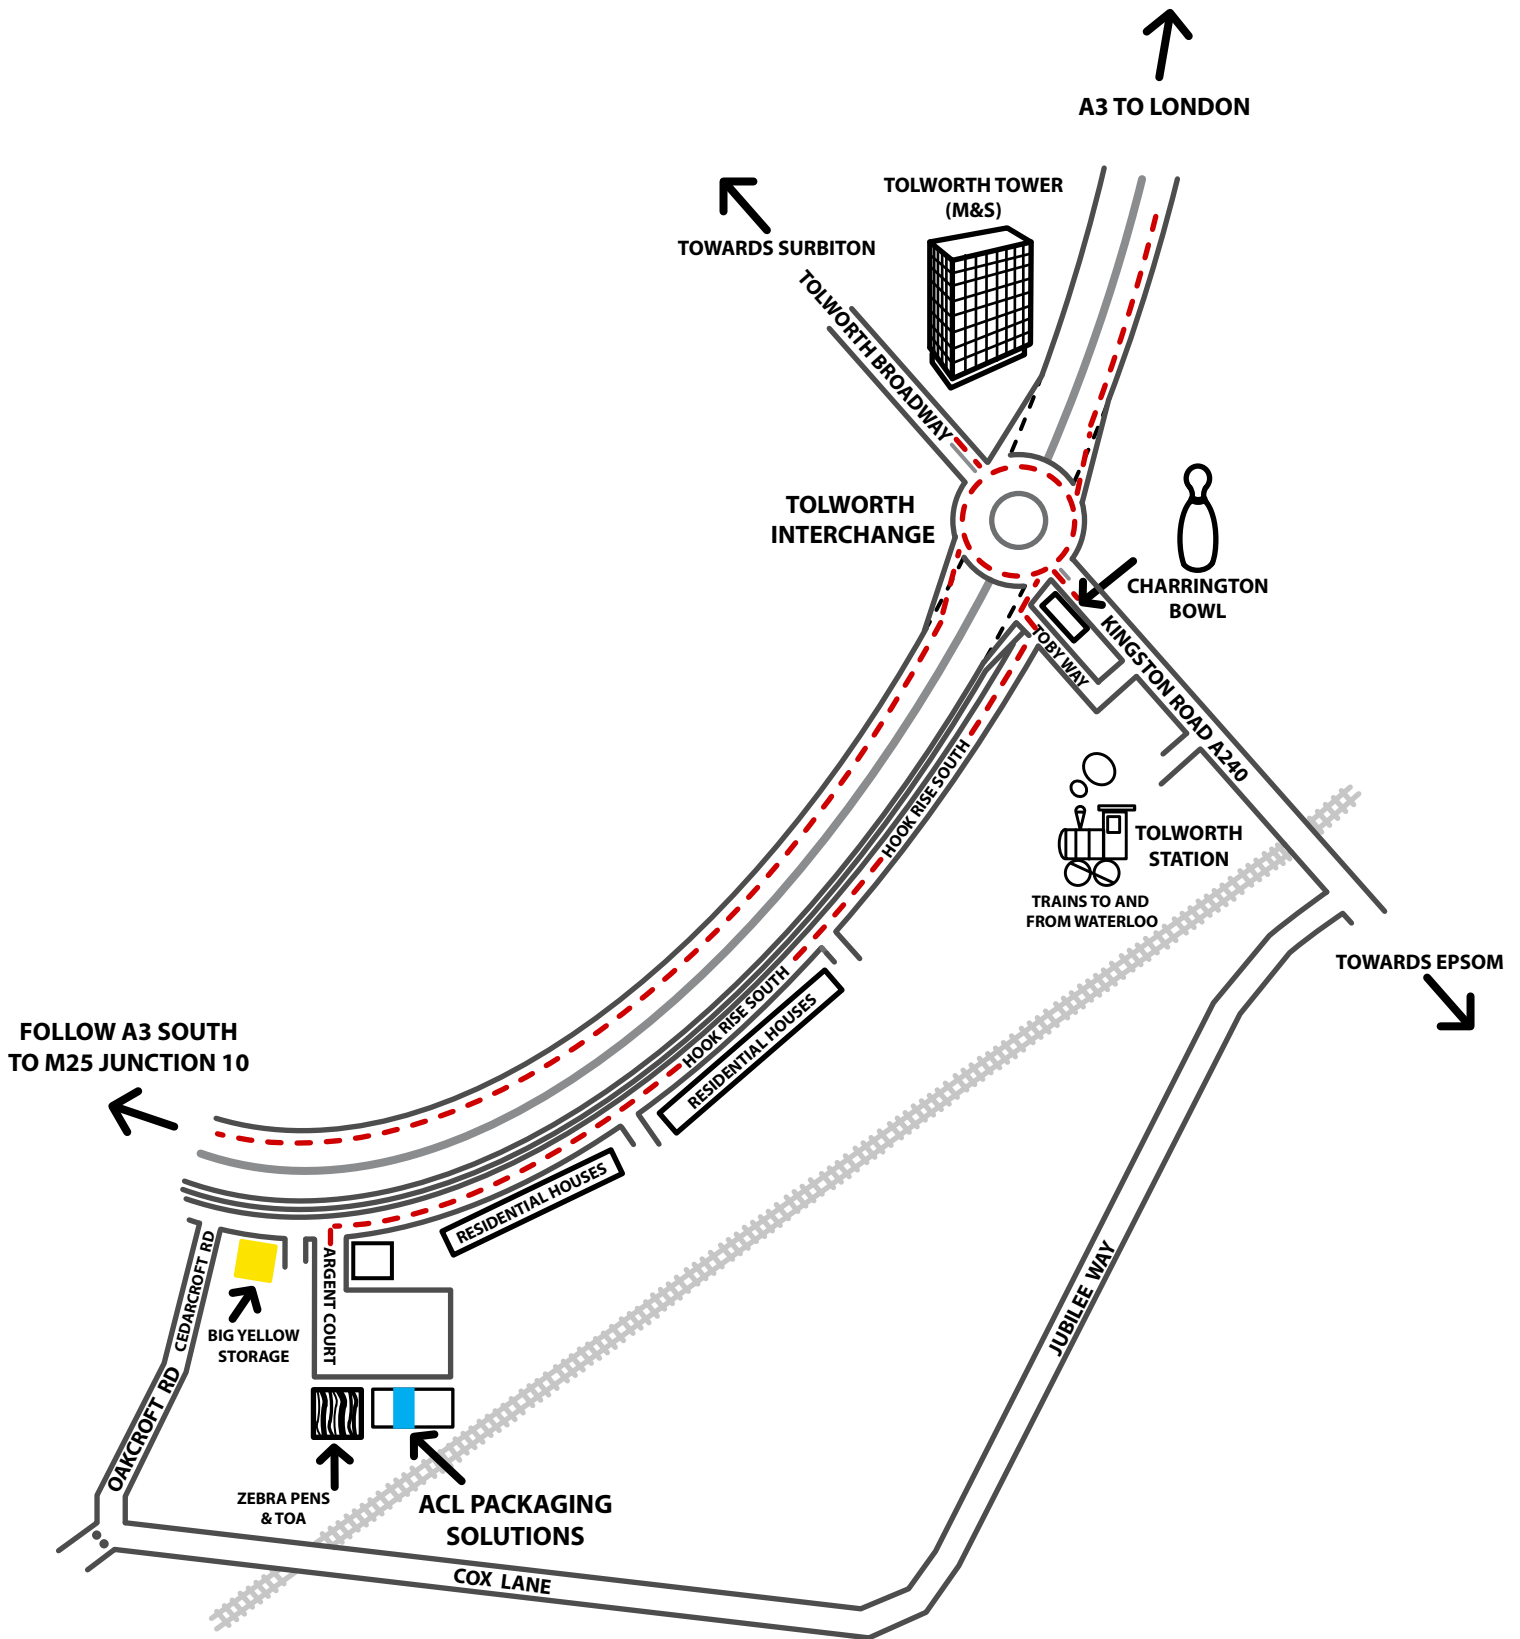 A3 TO LONDON
TOLWORTH TOWER
(M&S)
TOWARDS SURBITON
TOLWORTH BROADWAY
TOLWORTH
INTERCHANGE
CHARRINGTON
BOWL
TOBY WAY
KINGSTON ROAD A240
HOOK RISE SOUTH
TOLWORTH
STATION
TRAINS TO AND
FROM WATERLOO
TOWARDS EPSOM
HOOK RISE SOUTH
RESIDENTIAL HOUSES
FOLLOW A3 SOUTH
TO M25 JUNCTION 10
RESIDENTIAL HOUSES
CEDARCROFT RD
ARGENT COURT
BIG YELLOW
STORAGE
JUBILEE WAY
OAKCROFT RD
ZEBRA PENS
& TOA
ACL PACKAGING
SOLUTIONS
COX LANE